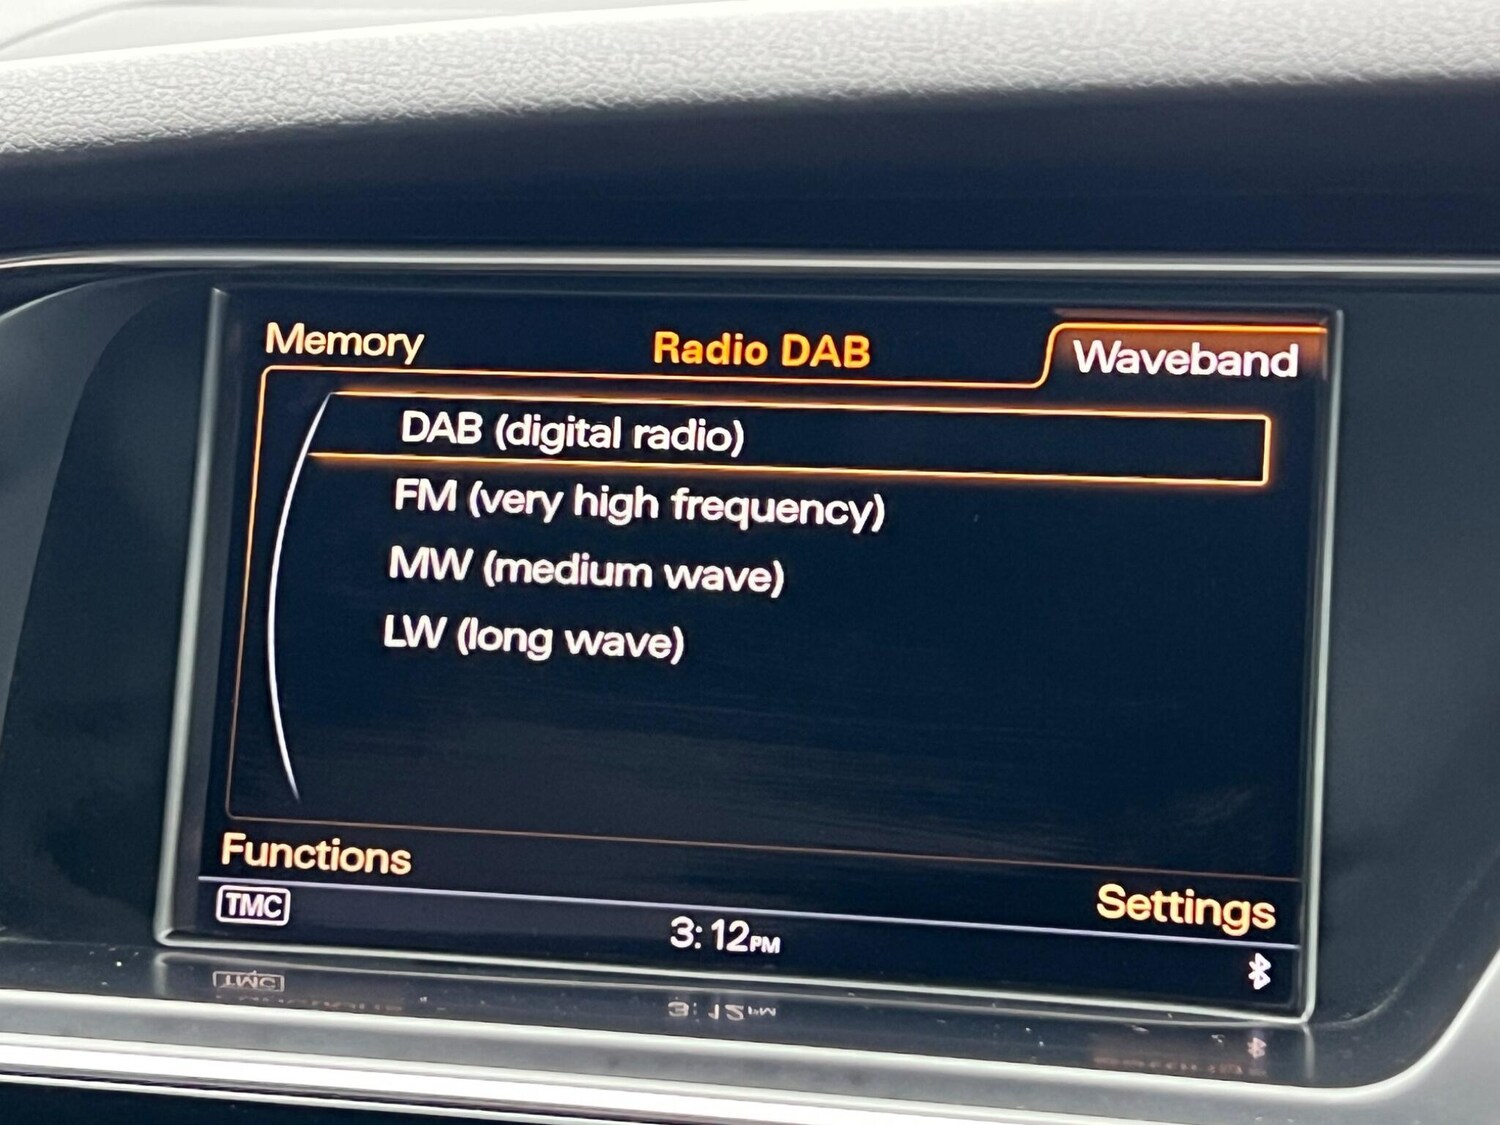 Memory
Radio DAB
Waveband
DAB (digital radio)
FM (very high frequency)
MW (medium wave)
LW (long wave)
Functions
Settings
TMC
3:12PM